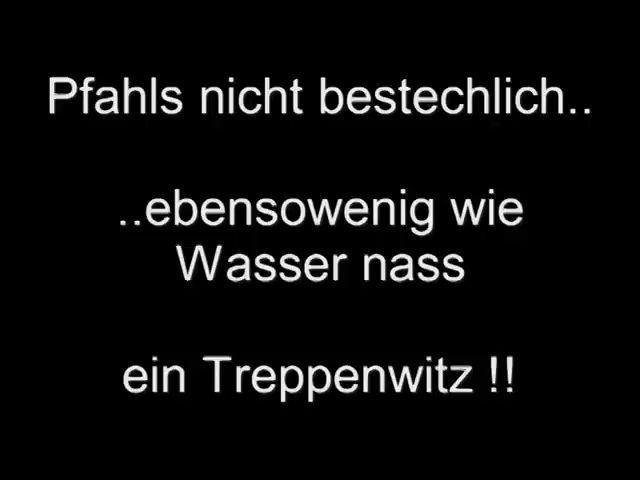 Pfahls nicht bestechlich..
..ebensowenig wie
Wasser nass
ein Treppenwitz !!